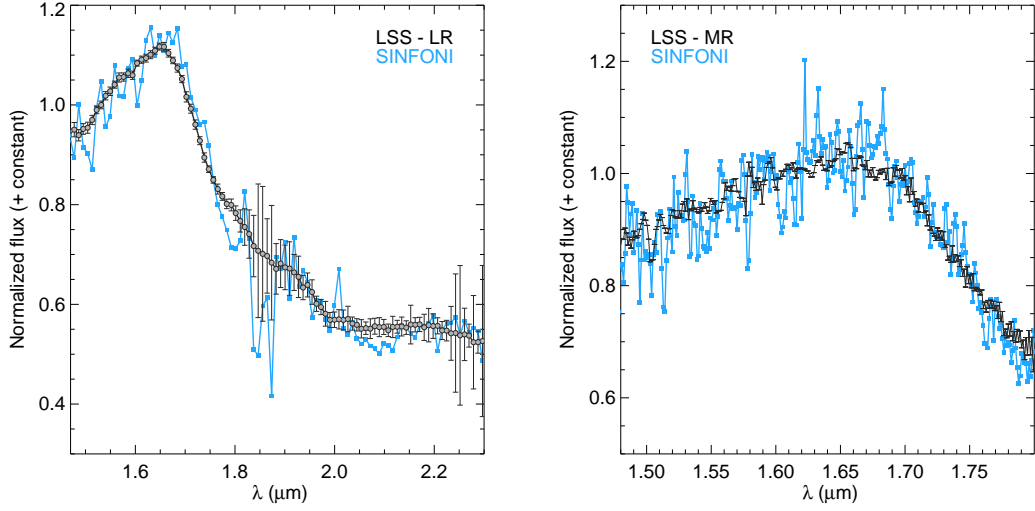 LSS - LR
SINFONI
Normalized flux (+ constant)
1.2
1.0
0.8
0.6
0.4
1.6
1.8
2.0
2.2
λ (μm)
LSS - MR
SINFONI
Normalized flux (+ constant)
1.2
1.0
0.8
0.6
1.50
1.55
1.60
1.65
1.70
1.75
λ (μm)